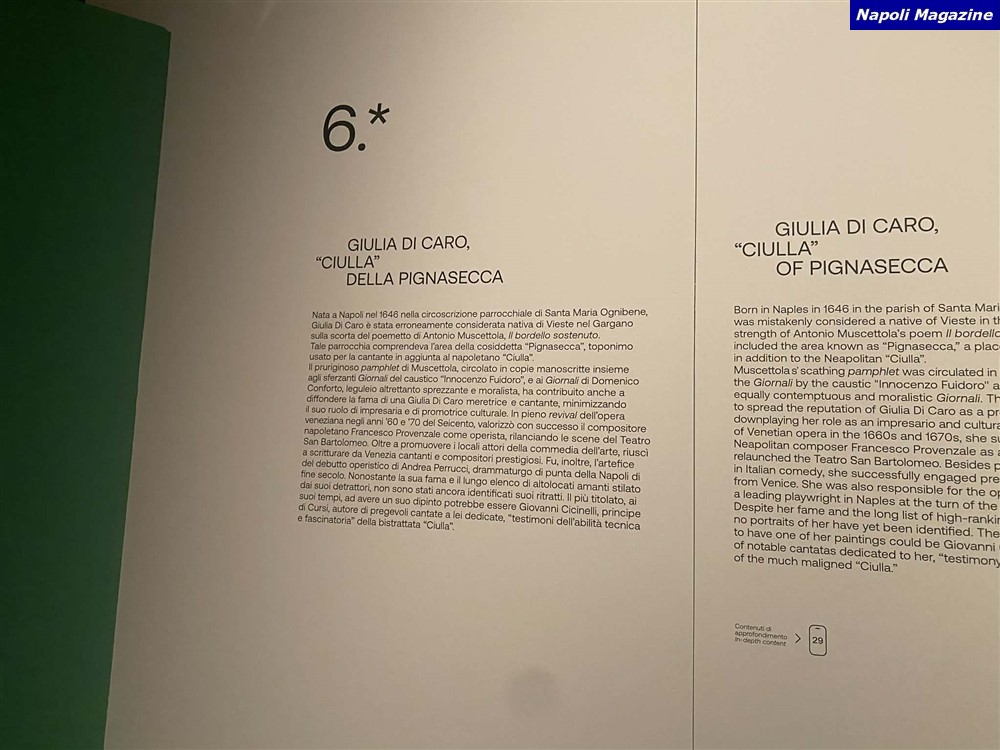 Napoli Magazine
6.*
GIULIA DI CARO,
“CIULLA”
DELLA PIGNASECCA
Nata a Napoli nel 1646 nella circoscrizione parrocchiale di Santa Maria Ognibene,
Giulia Di Caro è stata erroneamente considerata nativa di Vieste nel Gargano
sulla scorta del poemetto di Antonio Muscettola, Il bordello sostenuto.
Tale parrocchia comprendeva l’area della cosiddetta “Pignasecca”, toponimo
usato per la cantante in aggiunta al napoletano “Ciulla”.
Il pruriginoso pamphlet di Muscettola, circolato in copie manoscritte insieme
agli sferzanti Giornali del caustico “Innocenzo Fuidoro”, e ai Giornali di Domenico
Conforto, leguleio altrettanto sprezzante e moralista, ha contribuito anche a
diffondere la fama di una Giulia Di Caro meretrice e cantante, minimizzando
il suo ruolo di impresaria e di promotrice culturale. In pieno revival dell’opera
veneziana negli anni ’60 e ’70 del Seicento, valorizzò con successo il compositore
napoletano Francesco Provenzale come operista, rilanciando le scene del Teatro
San Bartolomeo. Oltre a promuovere i locali attori della commedia dell’arte, riuscì
a scritturare da Venezia cantanti e compositori prestigiosi. Fu, inoltre, l’artefice
del debutto operistico di Andrea Perrucci, drammaturgo di punta della Napoli di
fine secolo. Nonostante la sua fama e il lungo elenco di altolocati amanti stilato
dai suoi detrattori, non sono stati ancora identificati suoi ritratti. Il più titolato, ai
suoi tempi, ad avere un suo dipinto potrebbe essere Giovanni Cicinelli, principe
di Cursi, autore di pregevoli cantate a lei dedicate, “testimoni dell’abilità tecnica
e fascinatoria” della bistrattata “Ciulla”.
GIULIA DI CARO,
“CIULLA”
OF PIGNASECCA
Born in Naples in 1646 in the parish of Santa Mari
was mistakenly considered a native of Vieste in th
strength of Antonio Muscettola’s poem Il bordello
included the area known as “Pignasecca,” a plac
in addition to the Neapolitan “Ciulla”.
Muscettola s’ scathing pamphlet was circulated in
the Giornali by the caustic “Innocenzo Fuidoro” a
equally contemptuous and moralistic Giornali. Th
to spread the reputation of Giulia Di Caro as a pr
downplaying her role as an impresario and cultura
of Venetian opera in the 1660s and 1670s, she su
Neapolitan composer Francesco Provenzale as a
relaunched the Teatro San Bartolomeo. Besides p
in Italian comedy, she successfully engaged pre
from Venice. She was also responsible for the op
a leading playwright in Naples at the turn of the
Despite her fame and the long list of high-rankin
no portraits of her have yet been identified. The
to have one of her paintings could be Giovanni
of notable cantatas dedicated to her, “testimony
of the much maligned “Ciulla.”
Contenuti di
approfondimento
In-depth content
29